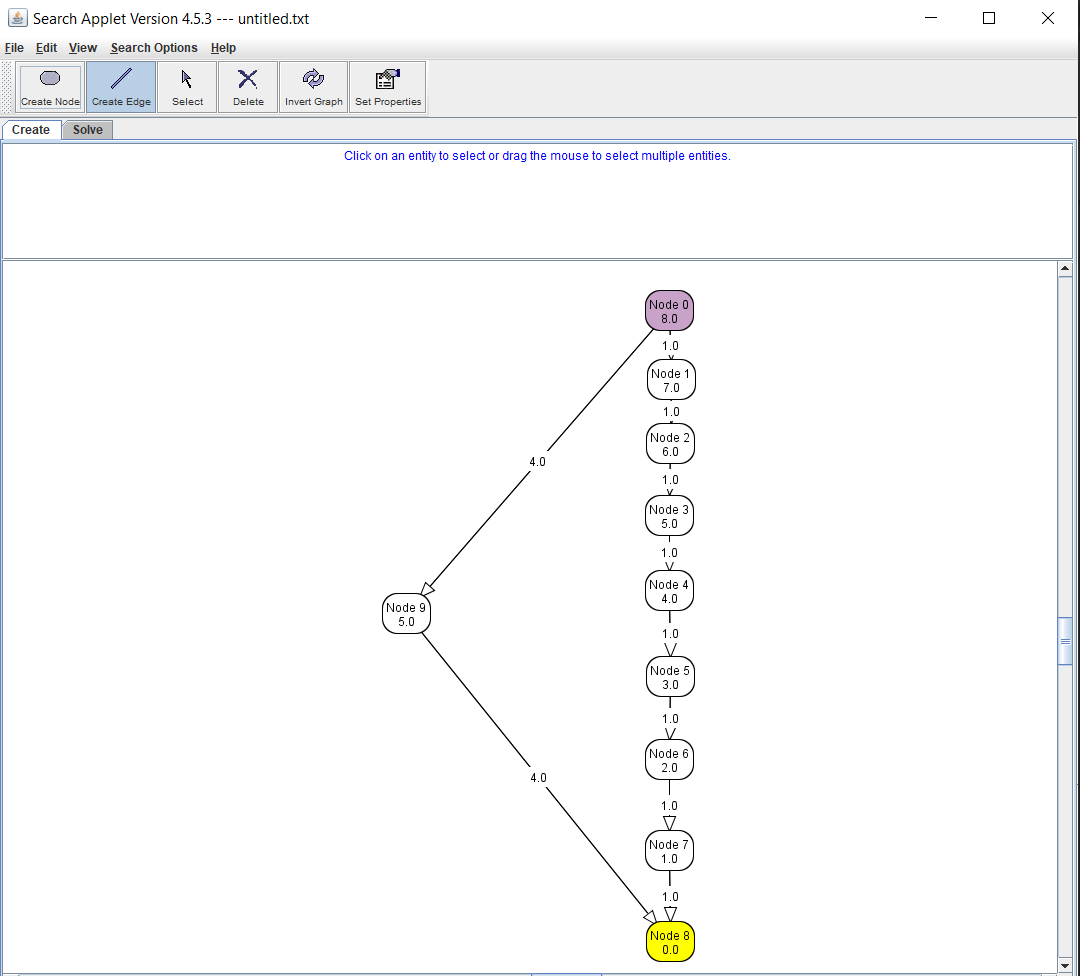 Search Applet Version 4.5.3 --- untitled.txt
File Edit View Search Options Help
Create Node Create Edge Select Delete Invert Graph Set Properties
Create Solve
Click on an entity to select or drag the mouse to select multiple entities.
Node 0
8.0
1.0
Node 1
7.0
1.0
Node 2
6.0
4.0
1.0
Node 3
5.0
1.0
Node 4
4.0
Node 9
5.0
1.0
Node 5
3.0
1.0
Node 6
2.0
4.0
1.0
Node 7
1.0
1.0
Node 8
0.0